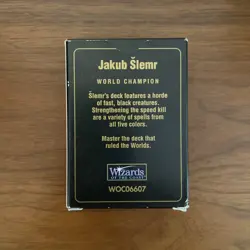 Jakub Šlemr
WORLD CHAMPION
Šlemr's deck features a horde
of fast, black creatures.
Strengthening the speed kill
are a variety of spells from
all five colors.
Master the deck that
ruled the Worlds.
Wizards
OF THE COAST
WOC06607